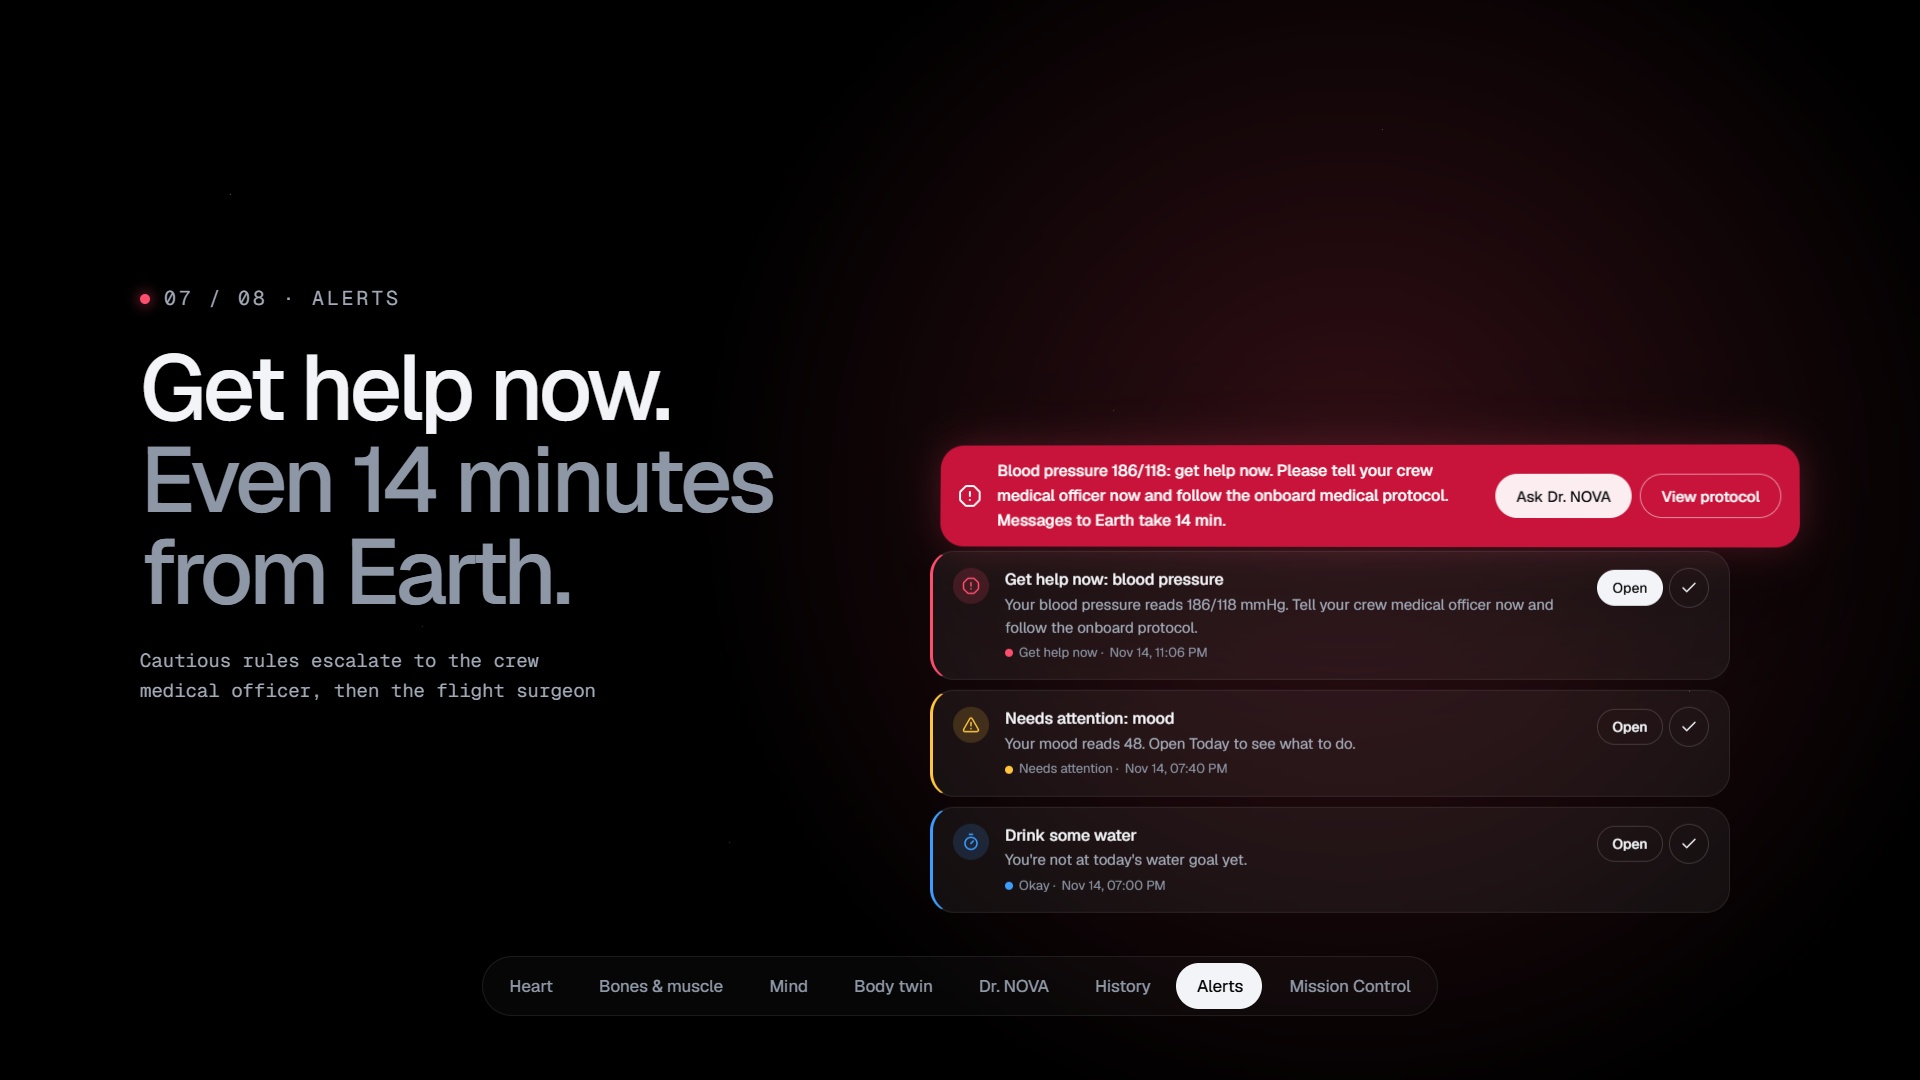 07 / 08 · ALERTS
Get help now.
Even 14 minutes
from Earth.
Cautious rules escalate to the crew
medical officer, then the flight surgeon
Blood pressure 186/118: get help now. Please tell your crew
medical officer now and follow the onboard medical protocol.
Messages to Earth take 14 min.
Ask Dr. NOVA
View protocol
Get help now: blood pressure
Your blood pressure reads 186/118 mmHg. Tell your crew medical officer now and
follow the onboard protocol.
Get help now · Nov 14, 11:06 PM
Open
Needs attention: mood
Your mood reads 48. Open Today to see what to do.
Needs attention · Nov 14, 07:40 PM
Open
Drink some water
You're not at today's water goal yet.
Okay · Nov 14, 07:00 PM
Open
Heart Bones & muscle Mind Body twin Dr. NOVA History Alerts Mission Control